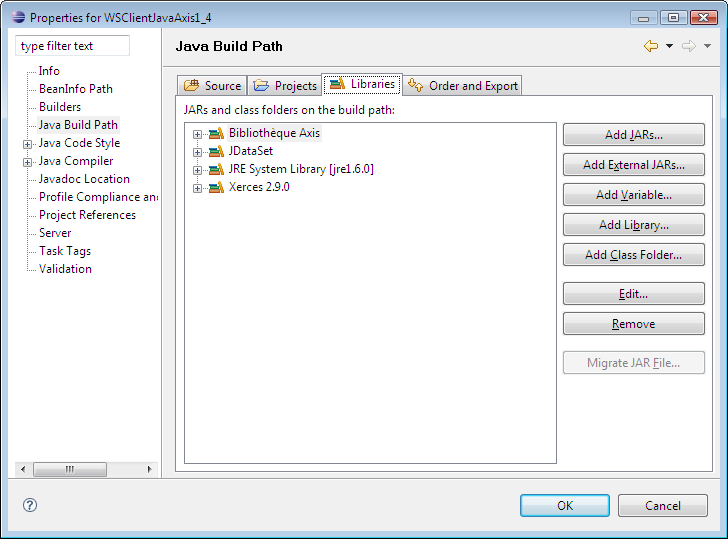 Properties for WSClientJavaAxis1_4
type filter text
Info
BeanInfo Path
Builders
Java Build Path
Java Code Style
Java Compiler
Javadoc Location
Profile Compliance and
Project References
Server
Task Tags
Validation
Java Build Path
Source
Projects
Libraries
Order and Export
JARs and class folders on the build path:
Bibliothèque Axis
JDataSet
JRE System Library [jre1.6.0]
Xerces 2.9.0
Add JARs...
Add External JARs...
Add Variable...
Add Library...
Add Class Folder...
Edit...
Remove
Migrate JAR File...
OK
Cancel